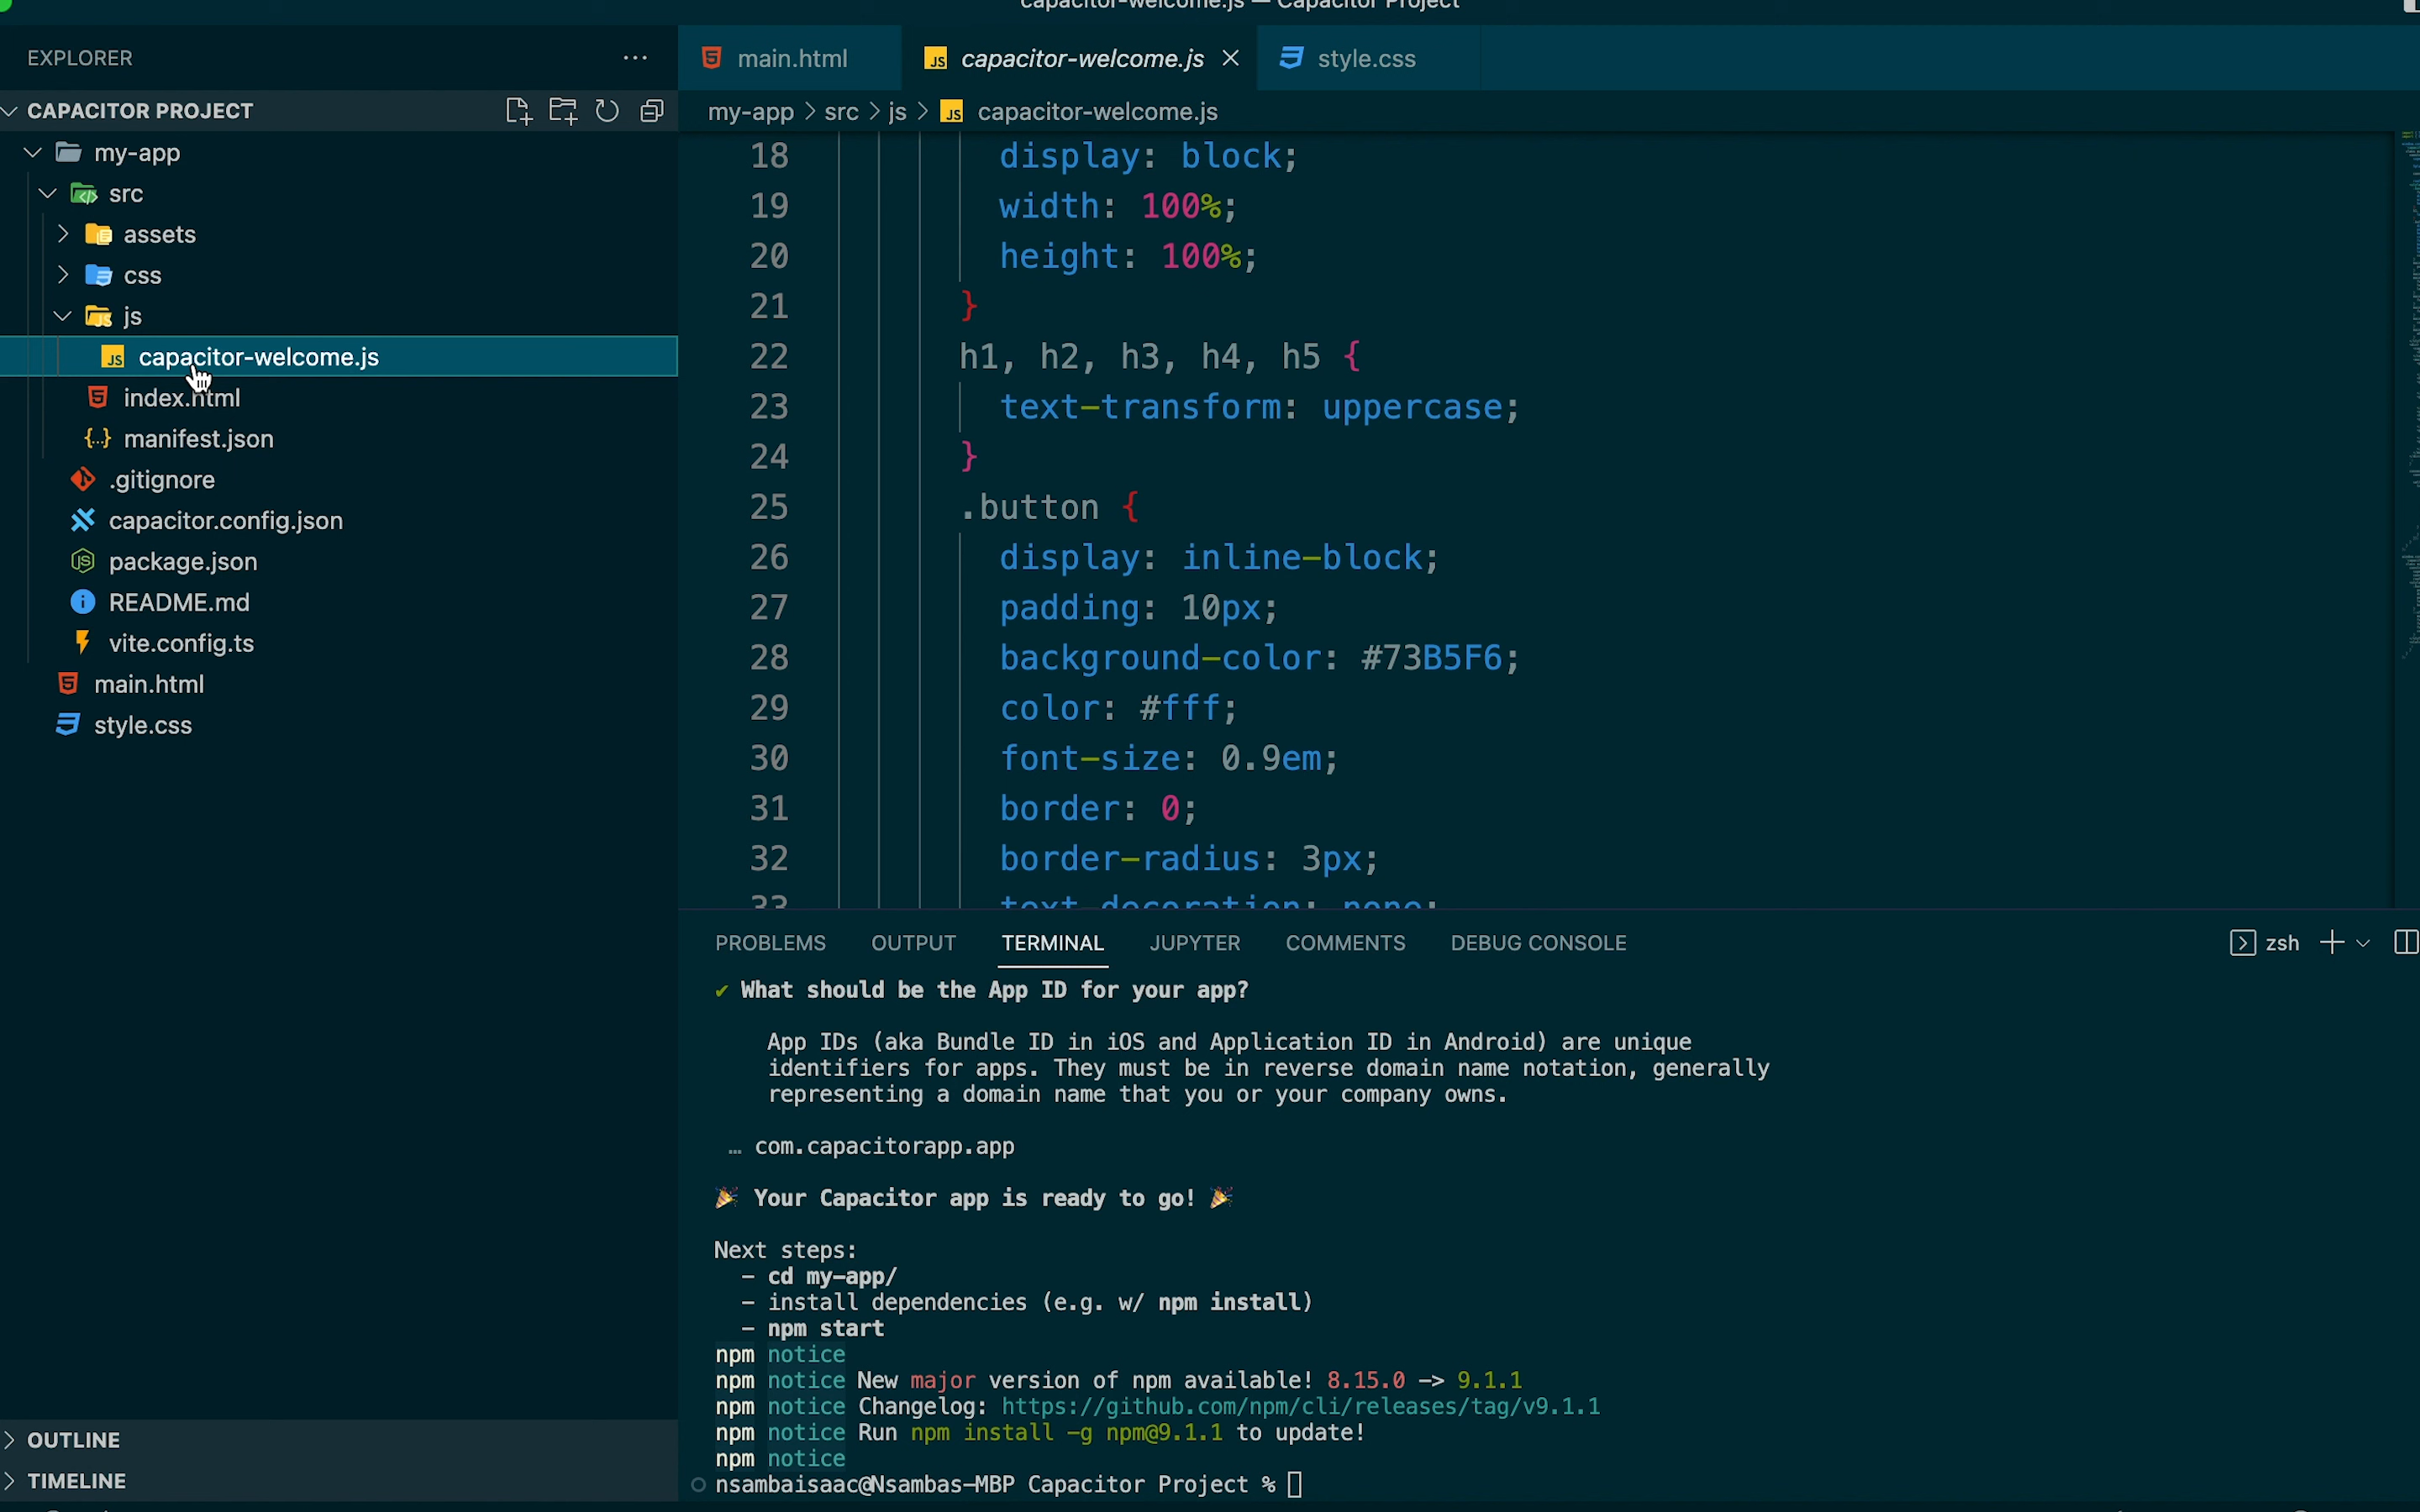 capacitor-welcome.js — Capacitor Project
EXPLORER
main.html
capacitor-welcome.js
style.css
CAPACITOR PROJECT
my-app > src > js > JS capacitor-welcome.js
my-app
src
assets
css
js
JS capacitor-welcome.js
index.html
{..} manifest.json
.gitignore
capacitor.config.json
package.json
README.md
vite.config.ts
main.html
style.css
18 display: block;
19 width: 100%;
20 height: 100%;
21 }
22 h1, h2, h3, h4, h5 {
23 text-transform: uppercase;
24 }
25 .button {
26 display: inline-block;
27 padding: 10px;
28 background-color: #73B5F6;
29 color: #fff;
30 font-size: 0.9em;
31 border: 0;
32 border-radius: 3px;
33 text-decoration: none;
PROBLEMS OUTPUT TERMINAL JUPYTER COMMENTS DEBUG CONSOLE
zsh
✔ What should be the App ID for your app?
App IDs (aka Bundle ID in iOS and Application ID in Android) are unique
identifiers for apps. They must be in reverse domain name notation, generally
representing a domain name that you or your company owns.
… com.capacitorapp.app
🎉 Your Capacitor app is ready to go! 🎉
Next steps:
- cd my-app/
- install dependencies (e.g. w/ npm install)
- npm start
npm notice
npm notice New major version of npm available! 8.15.0 -> 9.1.1
npm notice Changelog: https://github.com/npm/cli/releases/tag/v9.1.1
npm notice Run npm install -g npm@9.1.1 to update!
npm notice
nsambaisaac@Nsambas-MBP Capacitor Project %
OUTLINE
TIMELINE